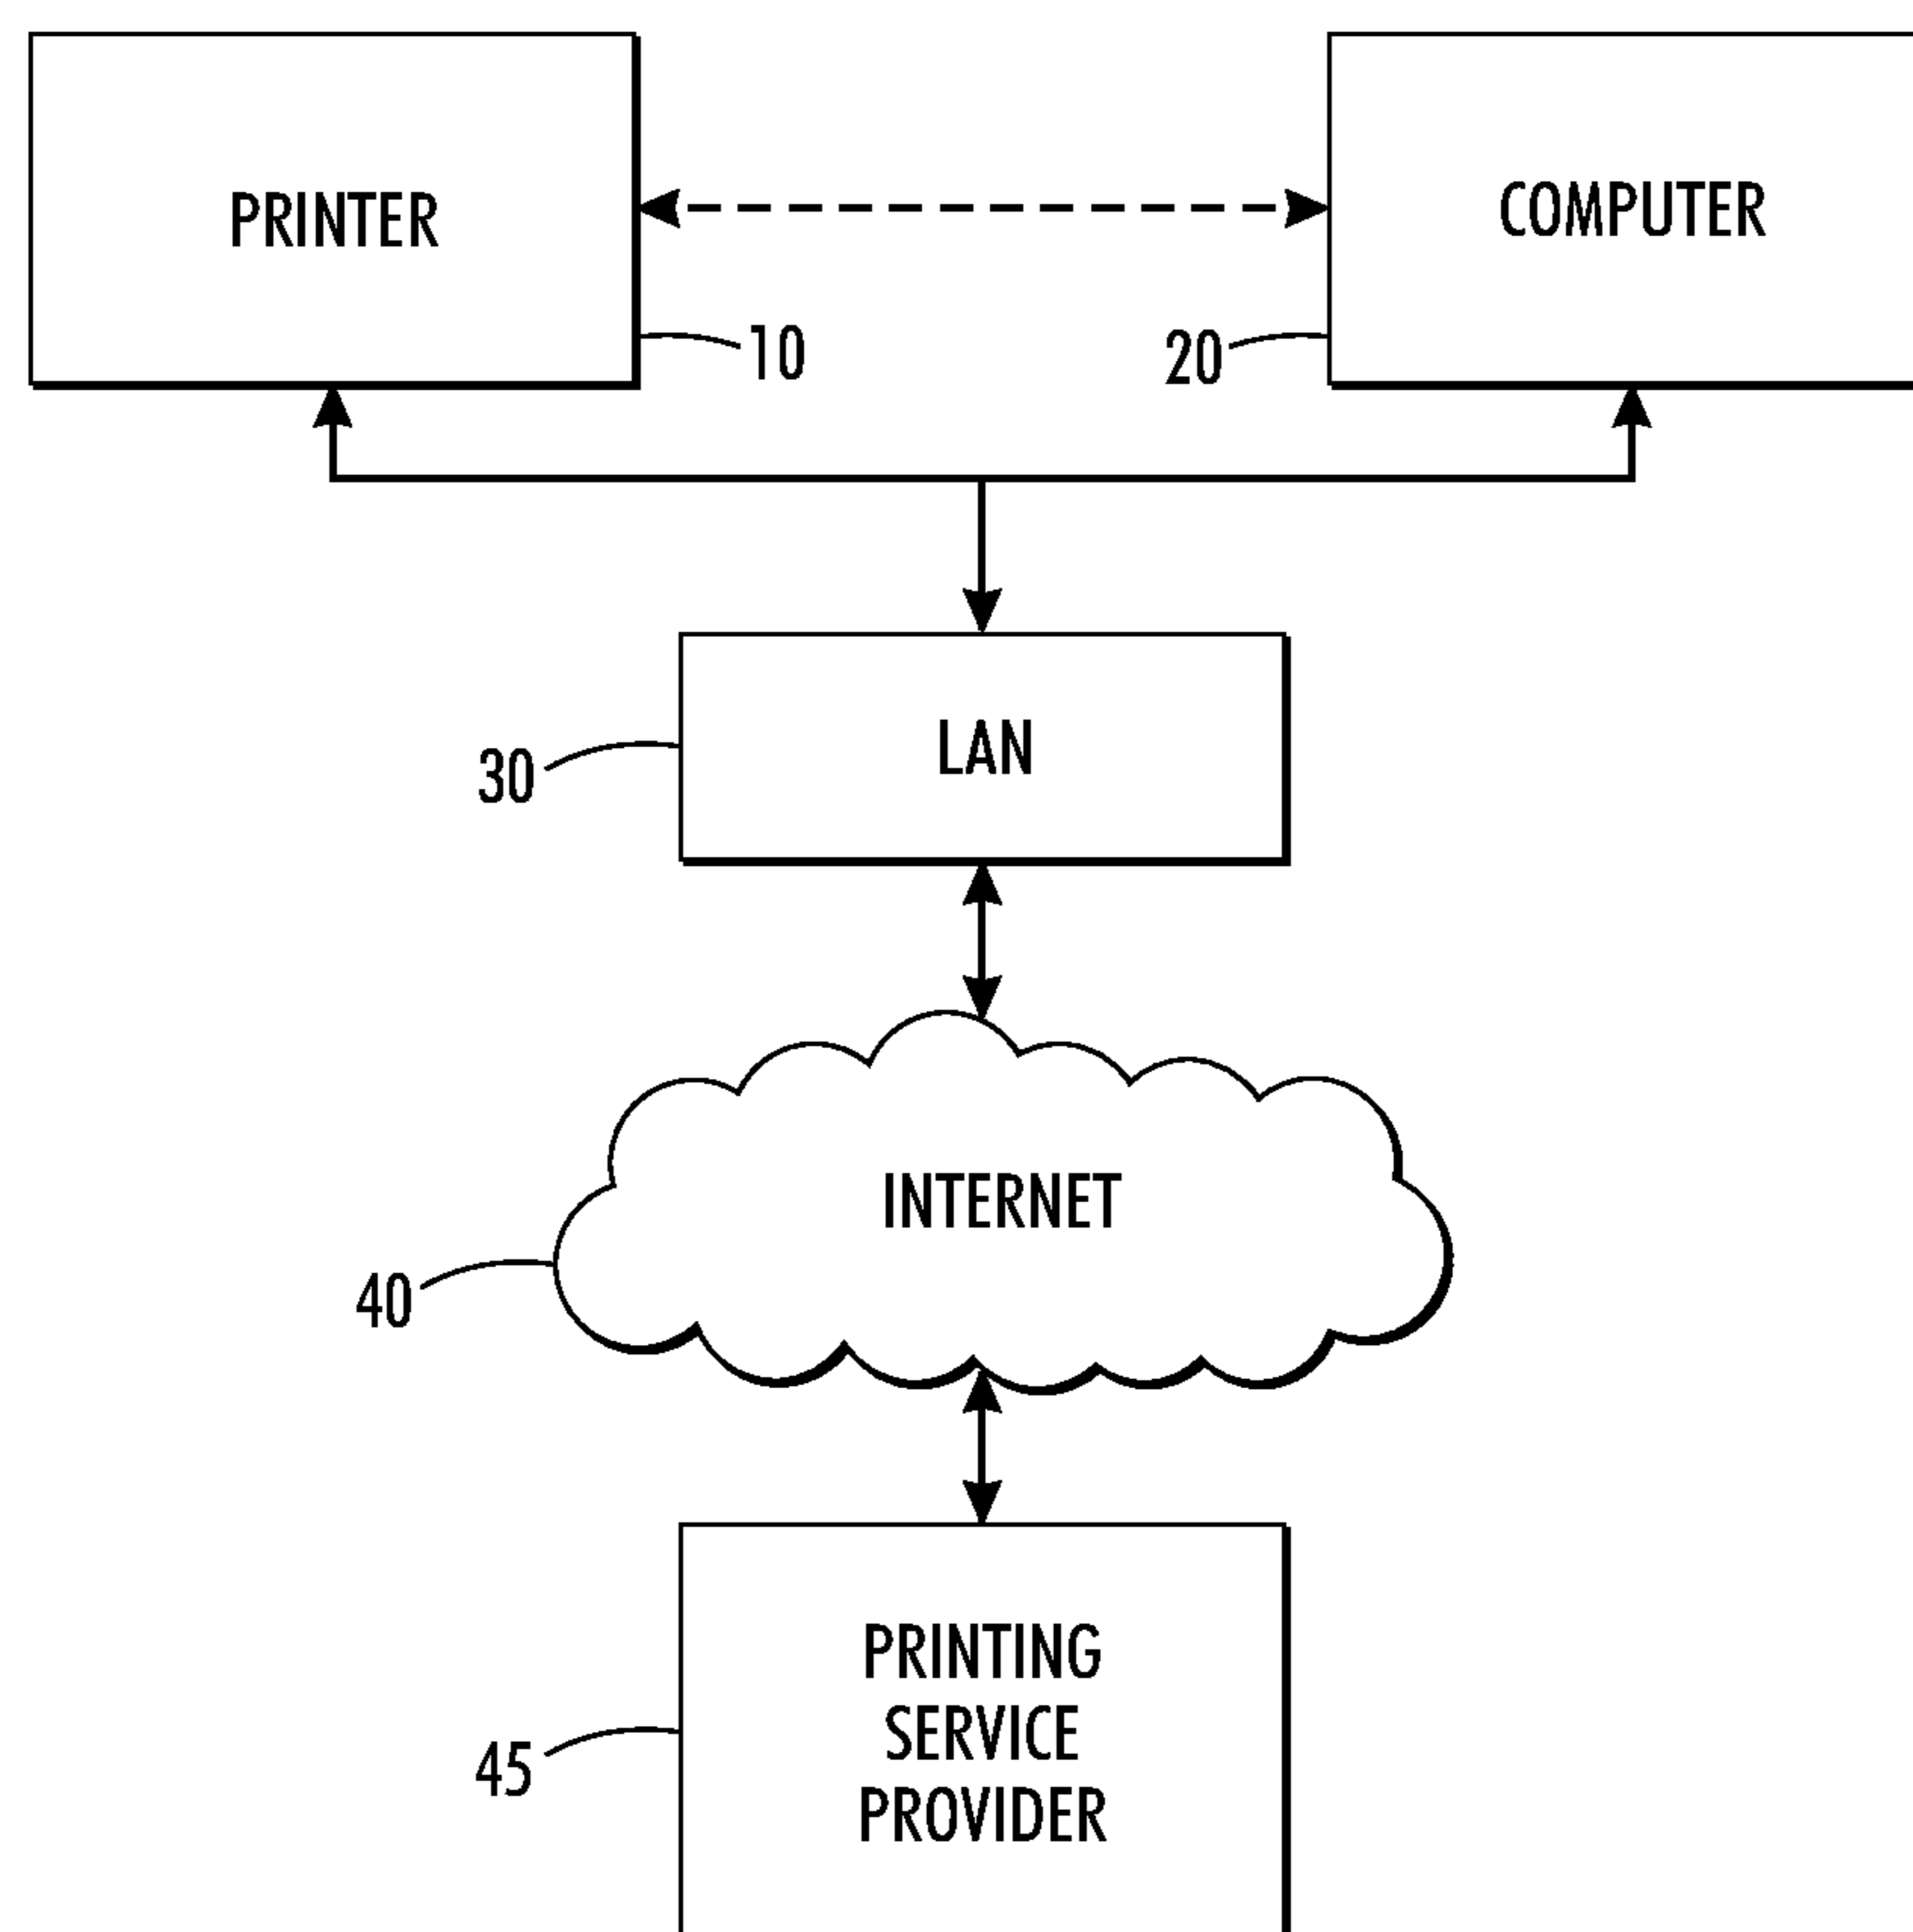 PRINTER
COMPUTER
10
20
LAN
30
INTERNET
40
PRINTING
SERVICE
PROVIDER
45